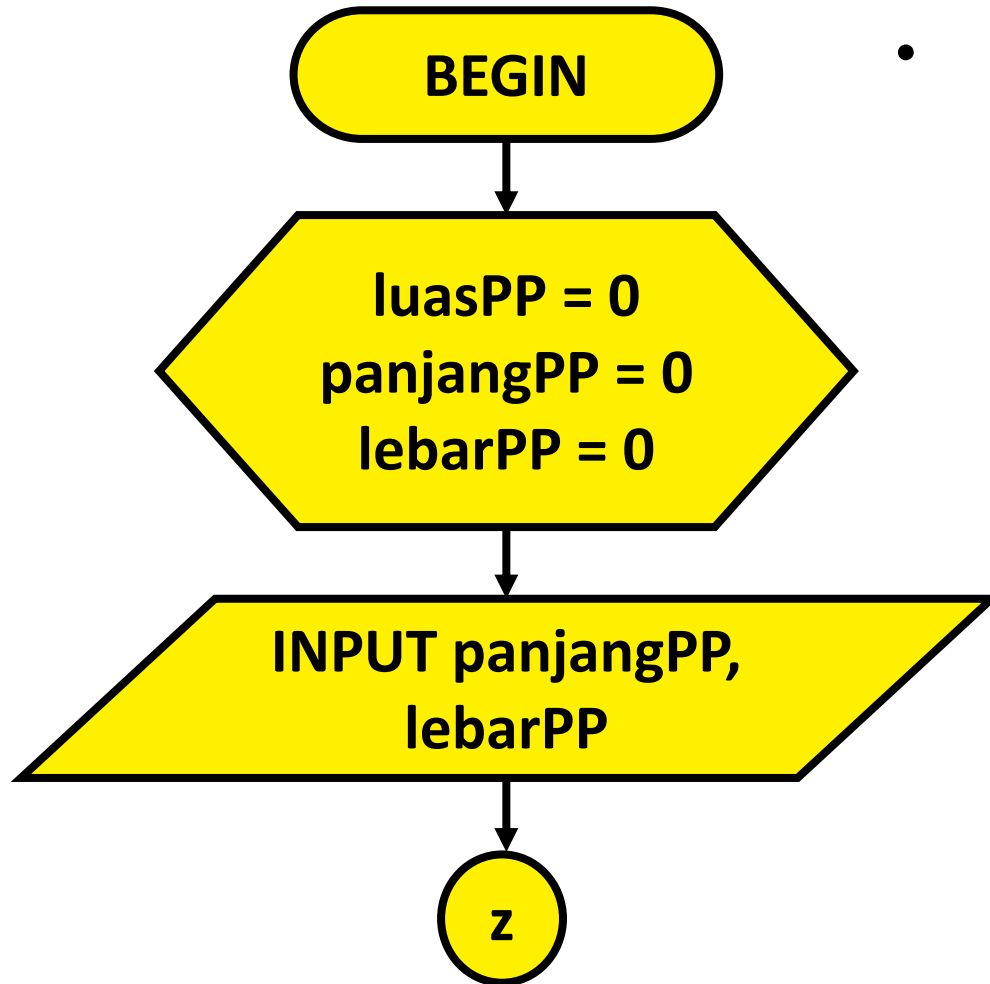 BEGIN
luasPP = 0
panjangPP = 0
lebarPP = 0
INPUT panjangPP,
lebarPP
z